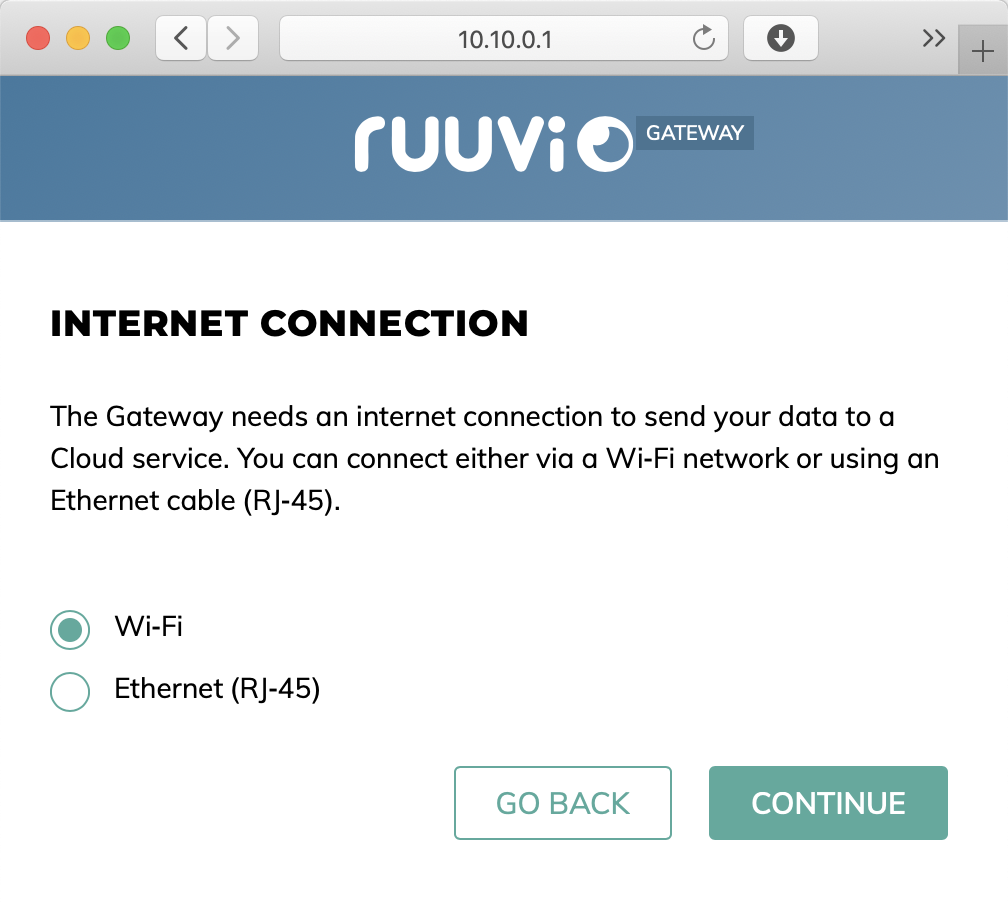 10.10.0.1
ruuvi GATEWAY
INTERNET CONNECTION
The Gateway needs an internet connection to send your data to a
Cloud service. You can connect either via a Wi-Fi network or using an
Ethernet cable (RJ-45).
Wi-Fi
Ethernet (RJ-45)
GO BACK CONTINUE